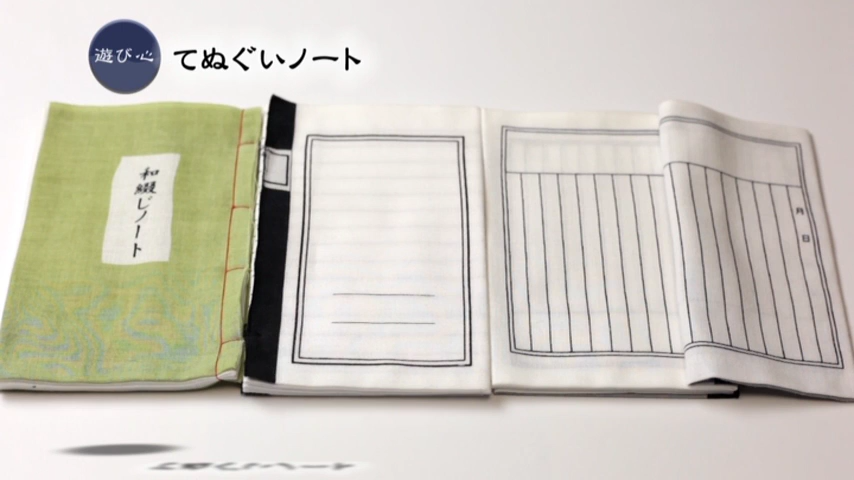 遊び心
てぬぐいノート
和綴じノート
月
日